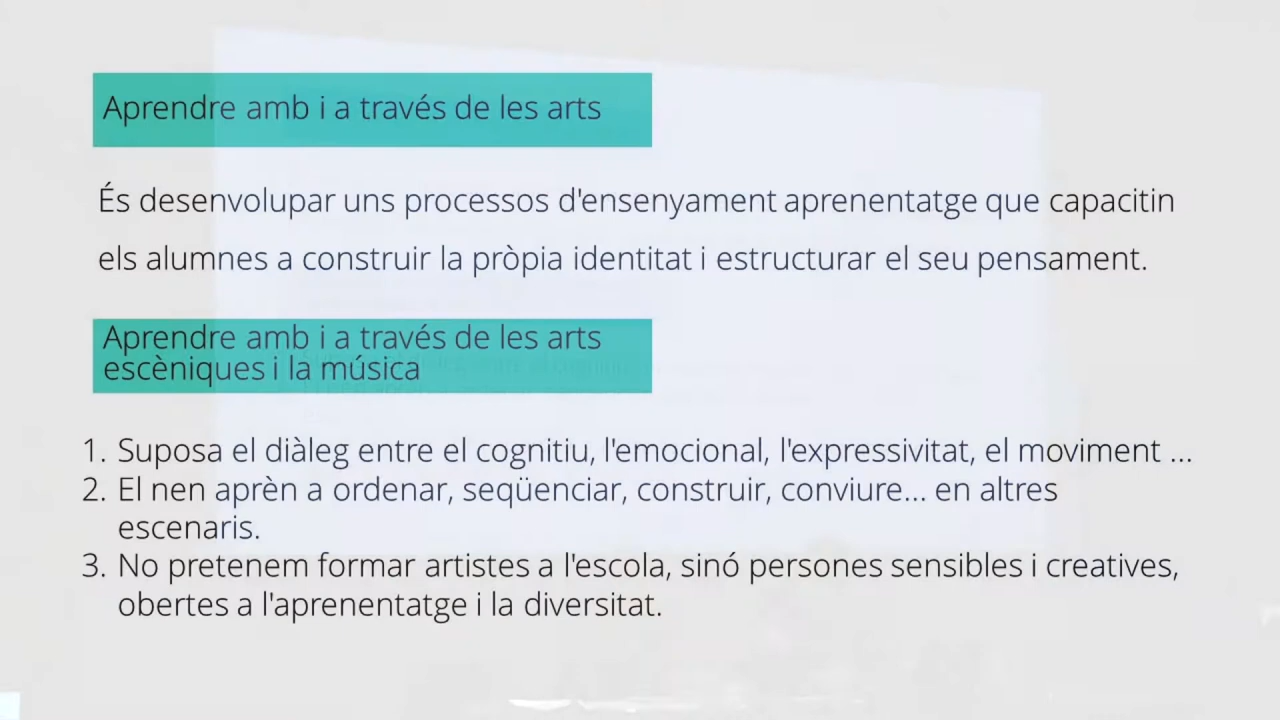 Aprendre amb i a través de les arts
És desenvolupar uns processos d'ensenyament aprenentatge que capacitin
els alumnes a construir la pròpia identitat i estructurar el seu pensament.
Aprendre amb i a través de les arts
escèniques i la música
1. Suposa el diàleg entre el cognitiu, l'emocional, l'expressivitat, el moviment ...
2. El nen aprèn a ordenar, seqüenciar, construir, conviure... en altres
escenaris.
3. No pretenem formar artistes a l'escola, sinó persones sensibles i creatives,
obertes a l'aprenentatge i la diversitat.